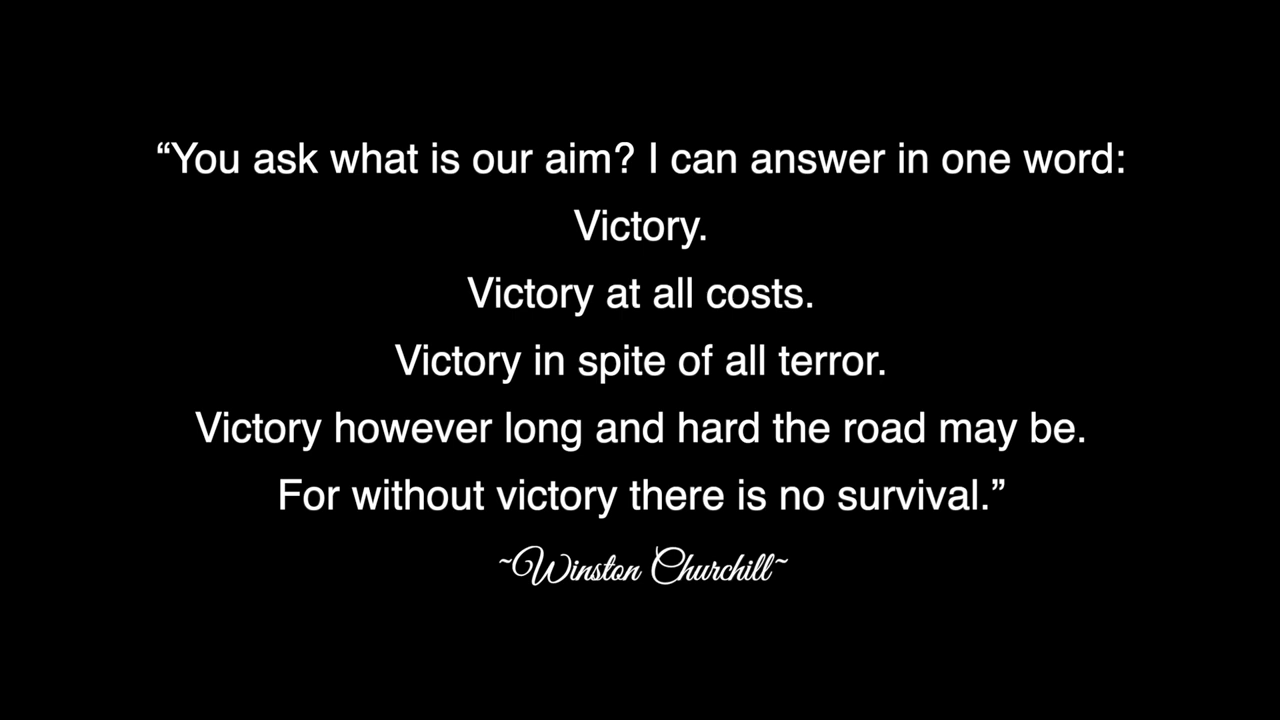 “You ask what is our aim? I can answer in one word:
Victory.
Victory at all costs.
Victory in spite of all terror.
Victory however long and hard the road may be.
For without victory there is no survival.”
~Winston Churchill~